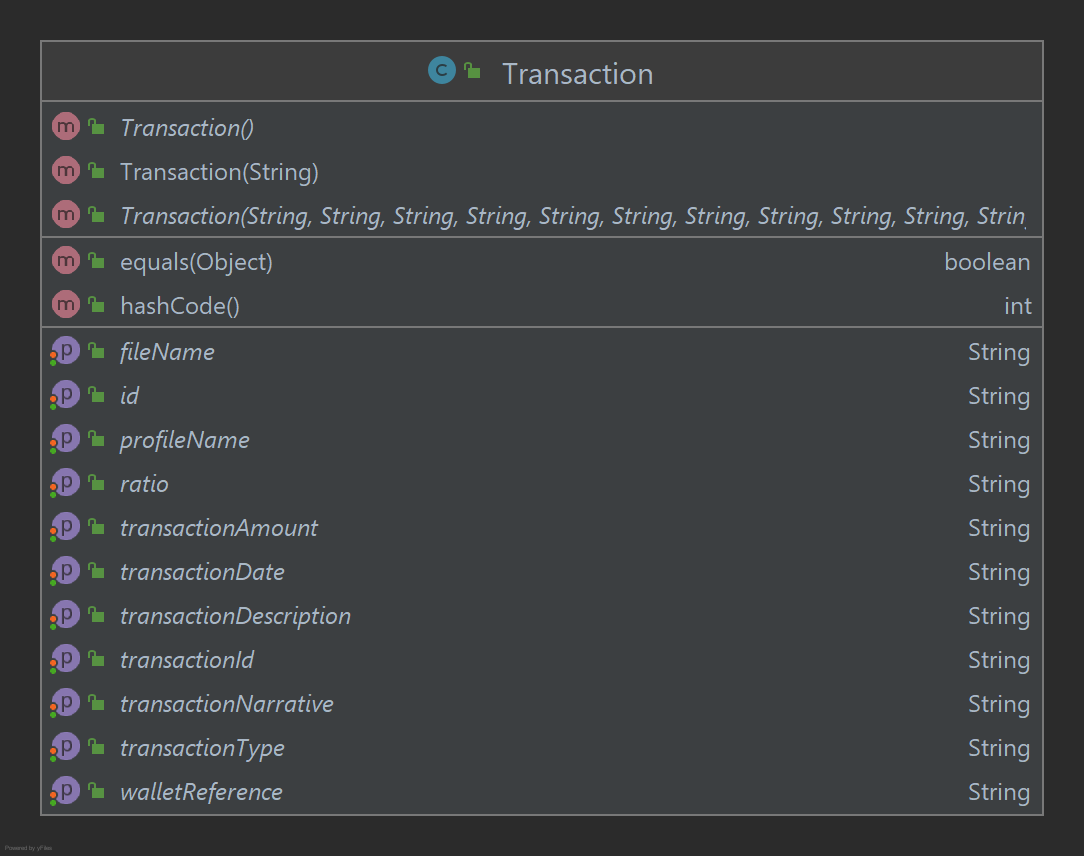 C Transaction
m Transaction()
m Transaction(String)
m Transaction(String, String, String, String, String, String, String, String, String, String, Strin
m equals(Object) boolean
m hashCode() int
p fileName String
p id String
p profileName String
p ratio String
p transactionAmount String
p transactionDate String
p transactionDescription String
p transactionId String
p transactionNarrative String
p transactionType String
p walletReference String
Powered by yFiles